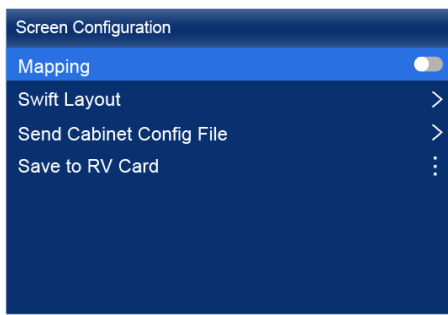 Screen Configuration
Mapping
Swift Layout
Send Cabinet Config File
Save to RV Card